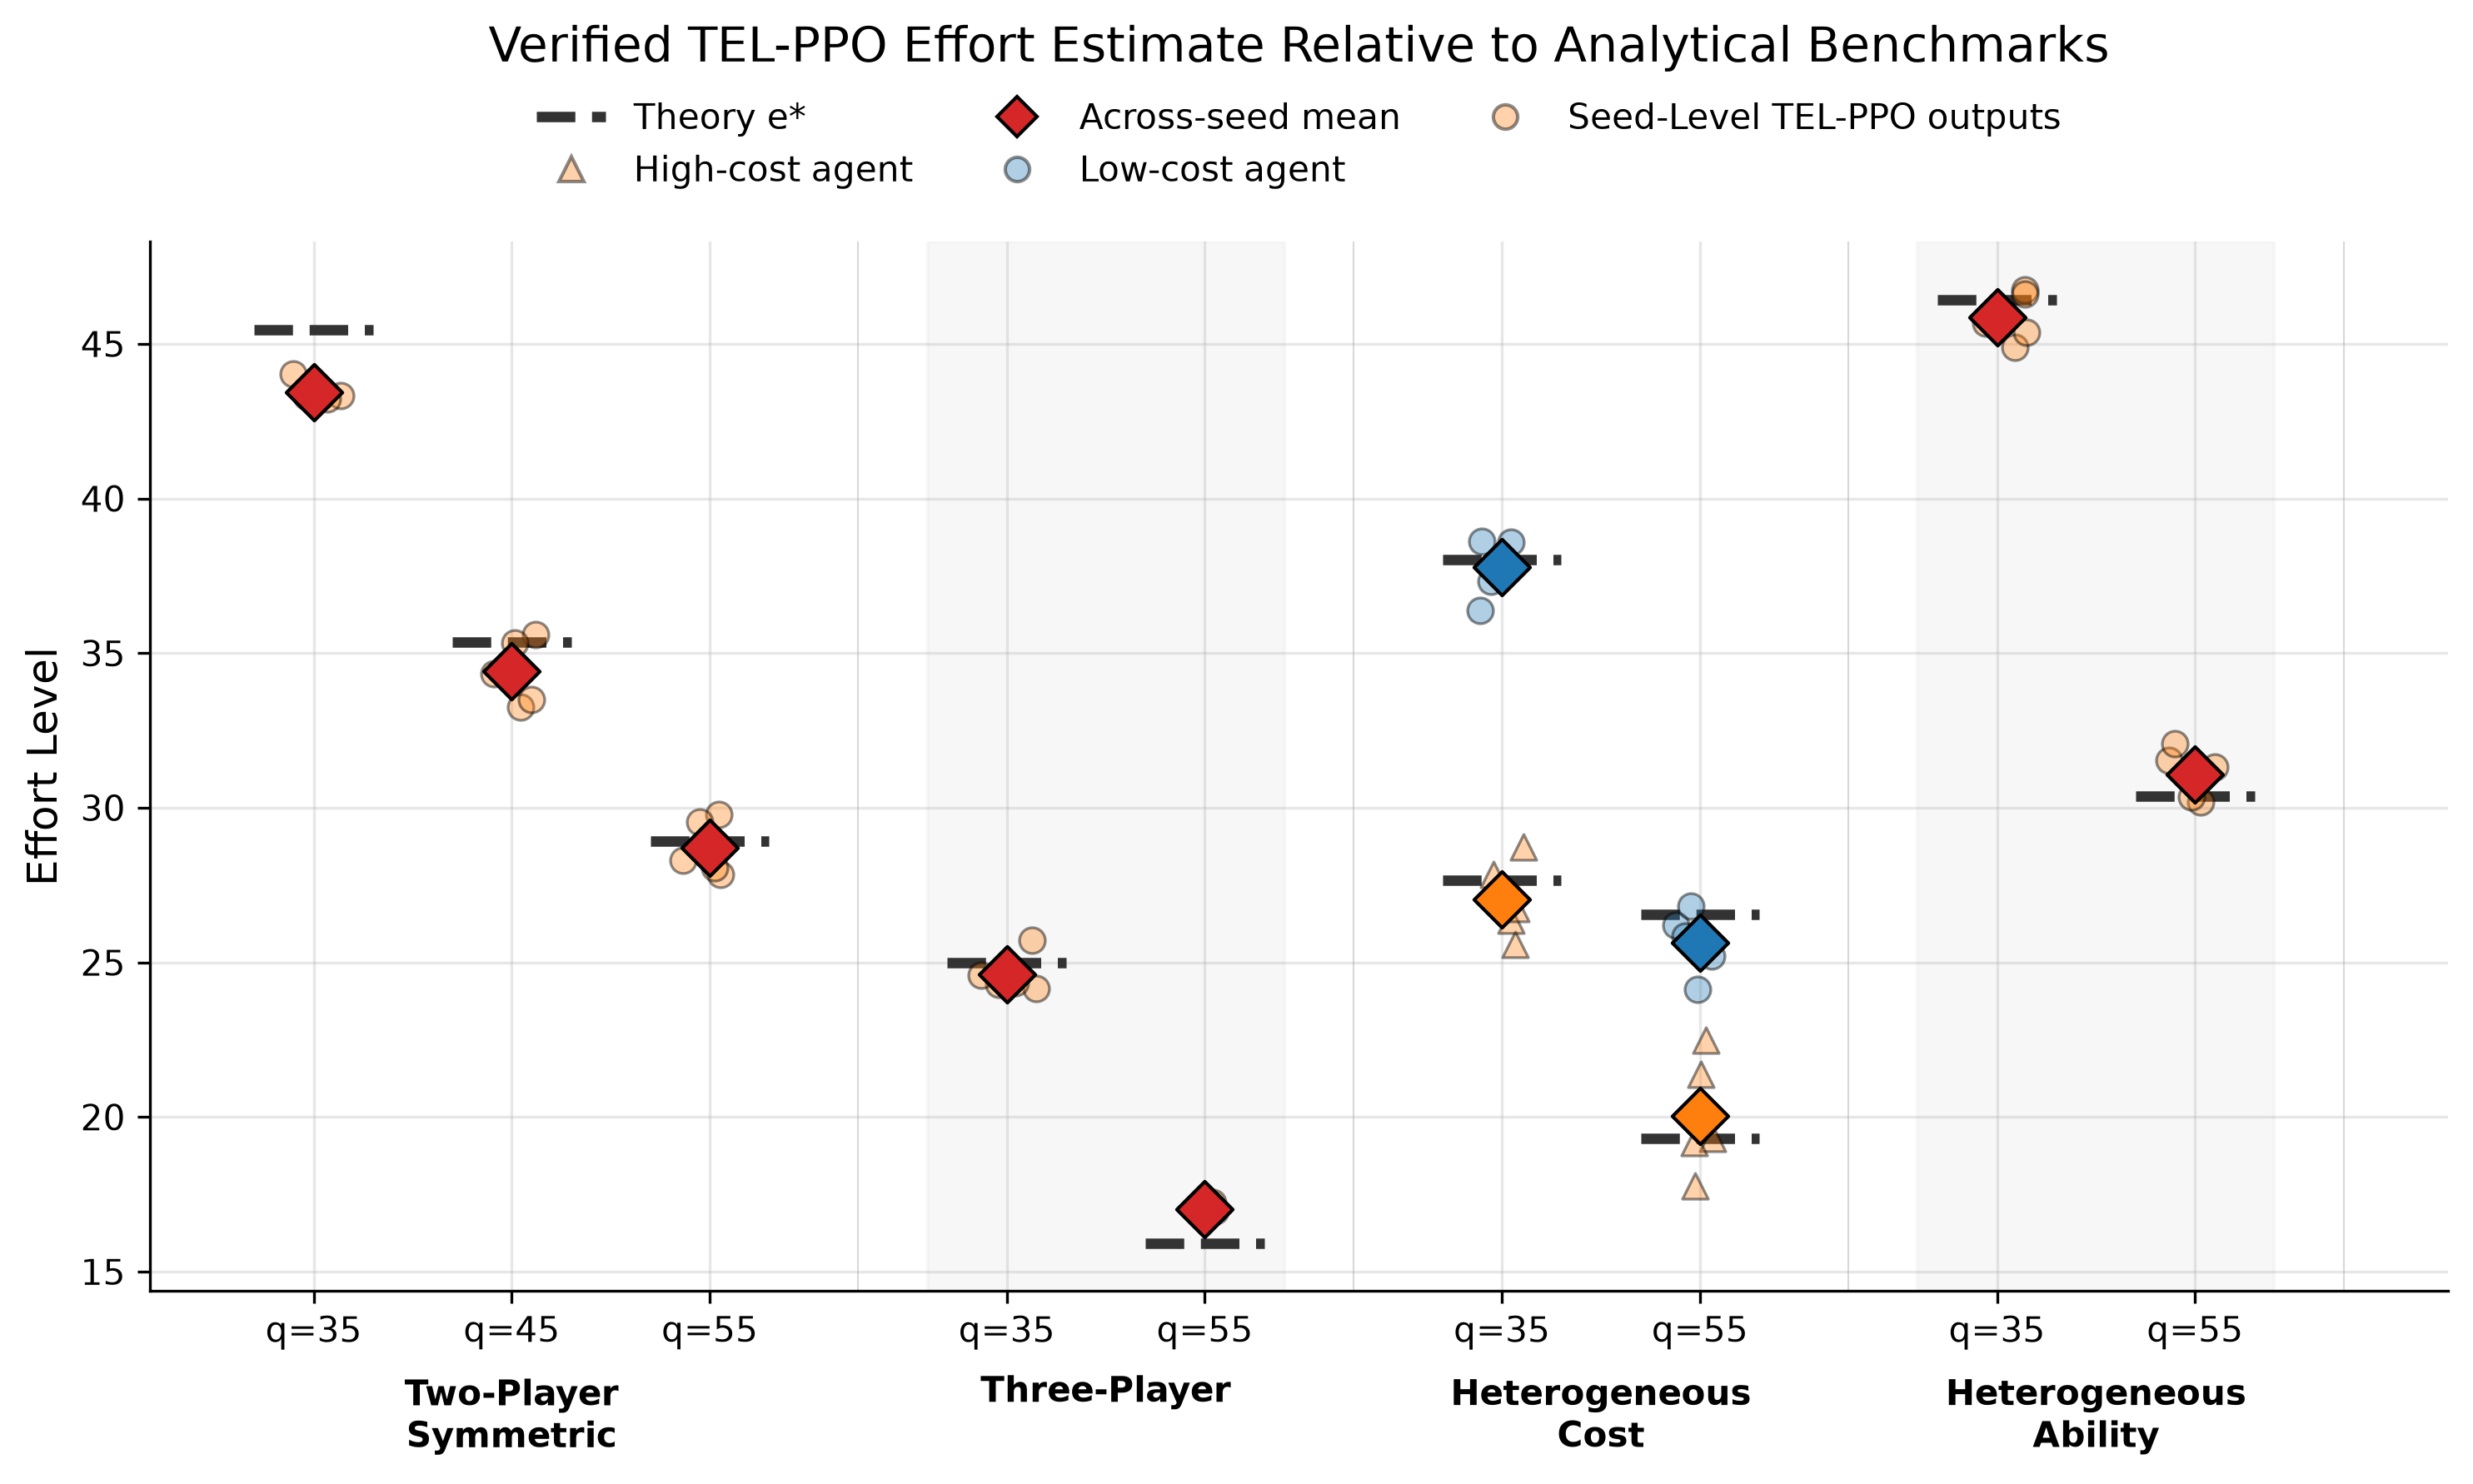 Verified TEL-PPO Effort Estimate Relative to Analytical Benchmarks
Theory e*
Across-seed mean
Seed-Level TEL-PPO outputs
High-cost agent
Low-cost agent
Effort Level
45
40
35
30
25
20
15
q=35
q=45
q=55
q=35
q=55
q=35
q=55
q=35
q=55
Two-Player
Symmetric
Three-Player
Heterogeneous
Cost
Heterogeneous
Ability